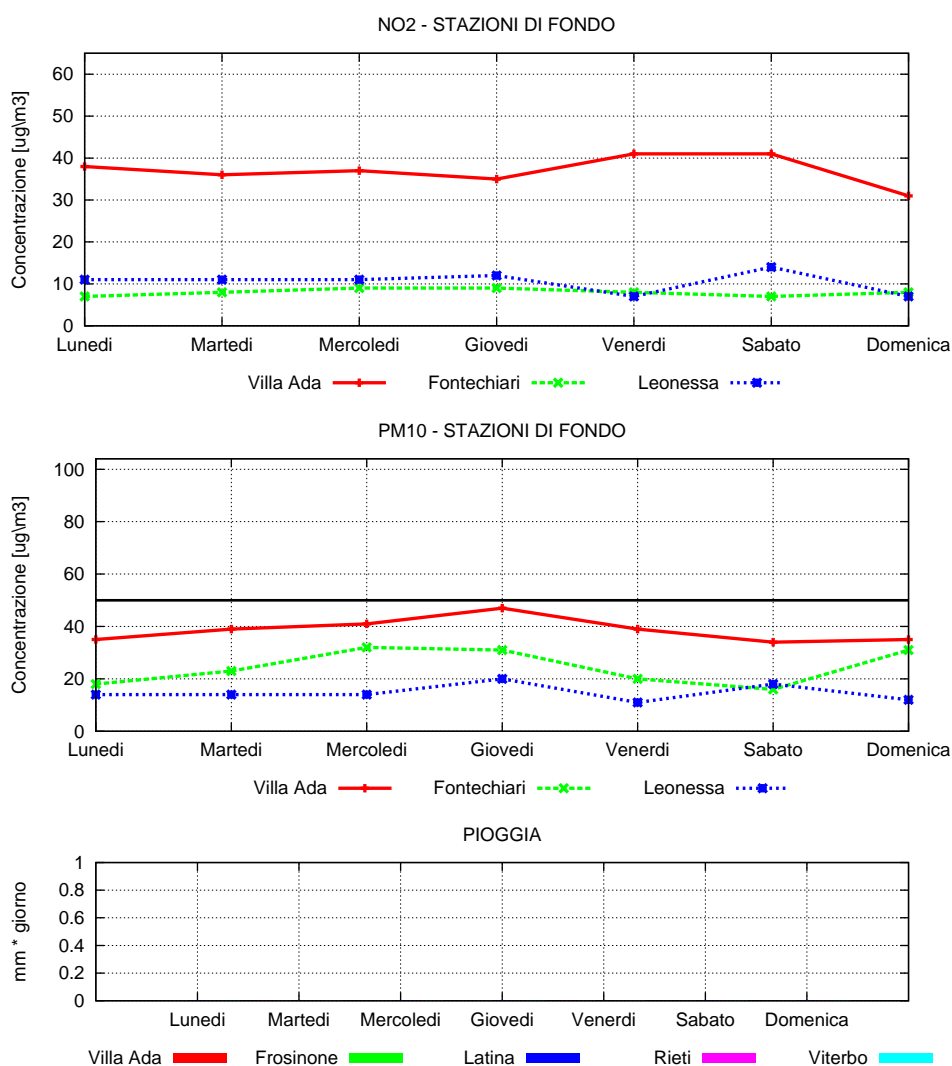 NO2 - STAZIONI DI FONDO
Concentrazione [ug\m3]
60
50
40
30
20
10
0
Lunedi Martedi Mercoledi Giovedi Venerdi Sabato Domenica
Villa Ada Fontechiari Leonessa
PM10 - STAZIONI DI FONDO
Concentrazione [ug\m3]
100
80
60
40
20
0
Lunedi Martedi Mercoledi Giovedi Venerdi Sabato Domenica
Villa Ada Fontechiari Leonessa
PIOGGIA
mm * giorno
1
0.8
0.6
0.4
0.2
0
Lunedi Martedi Mercoledi Giovedi Venerdi Sabato Domenica
Villa Ada Frosinone Latina Rieti Viterbo